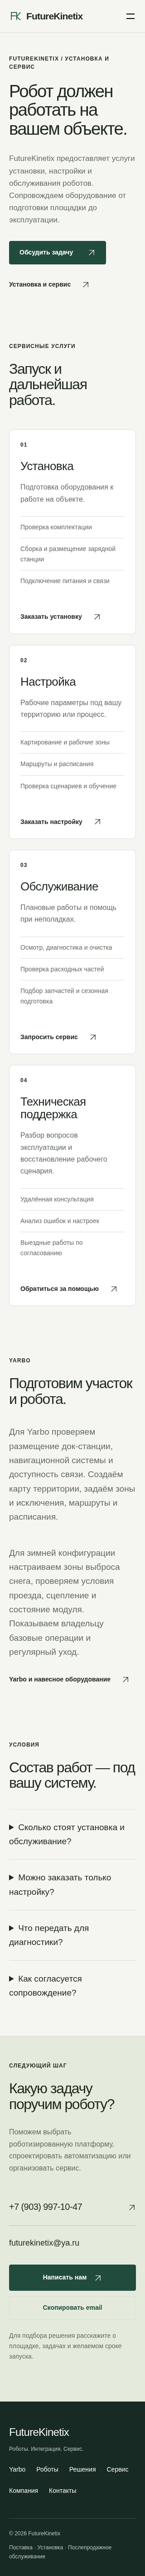 FutureKinetix
FUTUREKINETIX / УСТАНОВКА И
СЕРВИС
Робот должен
работать на
вашем объекте.
FutureKinetix предоставляет услуги
установки, настройки и
обслуживания роботов.
Сопровождаем оборудование от
подготовки площадки до
эксплуатации.
Обсудить задачу
Установка и сервис
СЕРВИСНЫЕ УСЛУГИ
Запуск и
дальнейшая
работа.
01
Установка
Подготовка оборудования к
работе на объекте.
Проверка комплектации
Сборка и размещение зарядной
станции
Подключение питания и связи
Заказать установку
02
Настройка
Рабочие параметры под вашу
территорию или процесс.
Картирование и рабочие зоны
Маршруты и расписания
Проверка сценариев и обучение
Заказать настройку
03
Обслуживание
Плановые работы и помощь
при неполадках.
Осмотр, диагностика и очистка
Проверка расходных частей
Подбор запчастей и сезонная
подготовка
Запросить сервис
04
Техническая
поддержка
Разбор вопросов
эксплуатации и
восстановление рабочего
сценария.
Удалённая консультация
Анализ ошибок и настроек
Выездные работы по
согласованию
Обратиться за помощью
YARBO
Подготовим участок
и робота.
Для Yarbo проверяем
размещение док-станции,
навигационной системы и
доступность связи. Создаём
карту территории, задаём зоны
и исключения, маршруты и
расписания.
Для зимней конфигурации
настраиваем зоны выброса
снега, проверяем условия
проезда, сцепление и
состояние модуля.
Показываем владельцу
базовые операции и
регулярный уход.
Yarbo и навесное оборудование
УСЛОВИЯ
Состав работ — под
вашу систему.
Сколько стоят установка и
обслуживание?
Можно заказать только
настройку?
Что передать для
диагностики?
Как согласуется
сопровождение?
СЛЕДУЮЩИЙ ШАГ
Какую задачу
поручим роботу?
Поможем выбрать
роботизированную платформу,
спроектировать автоматизацию или
организовать сервис.
+7 (903) 997-10-47
futurekinetix@ya.ru
Написать нам
Скопировать email
Для подбора решения расскажите о
площадке, задачах и желаемом сроке
запуска.
FutureKinetix
Роботы. Интеграция. Сервис.
Yarbo Роботы Решения Сервис
Компания Контакты
© 2026 FutureKinetix
Поставка · Установка · Послепродажное
обслуживание